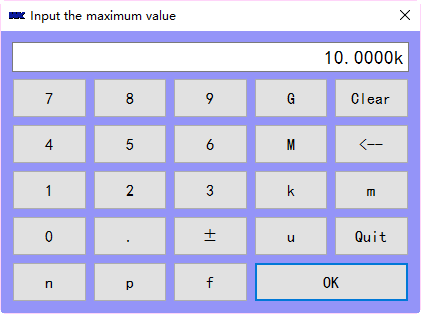 Input the maximum value
10.0000k
7 8 9 G Clear
4 5 6 M <--
1 2 3 k m
0 . ± u Quit
n p f OK